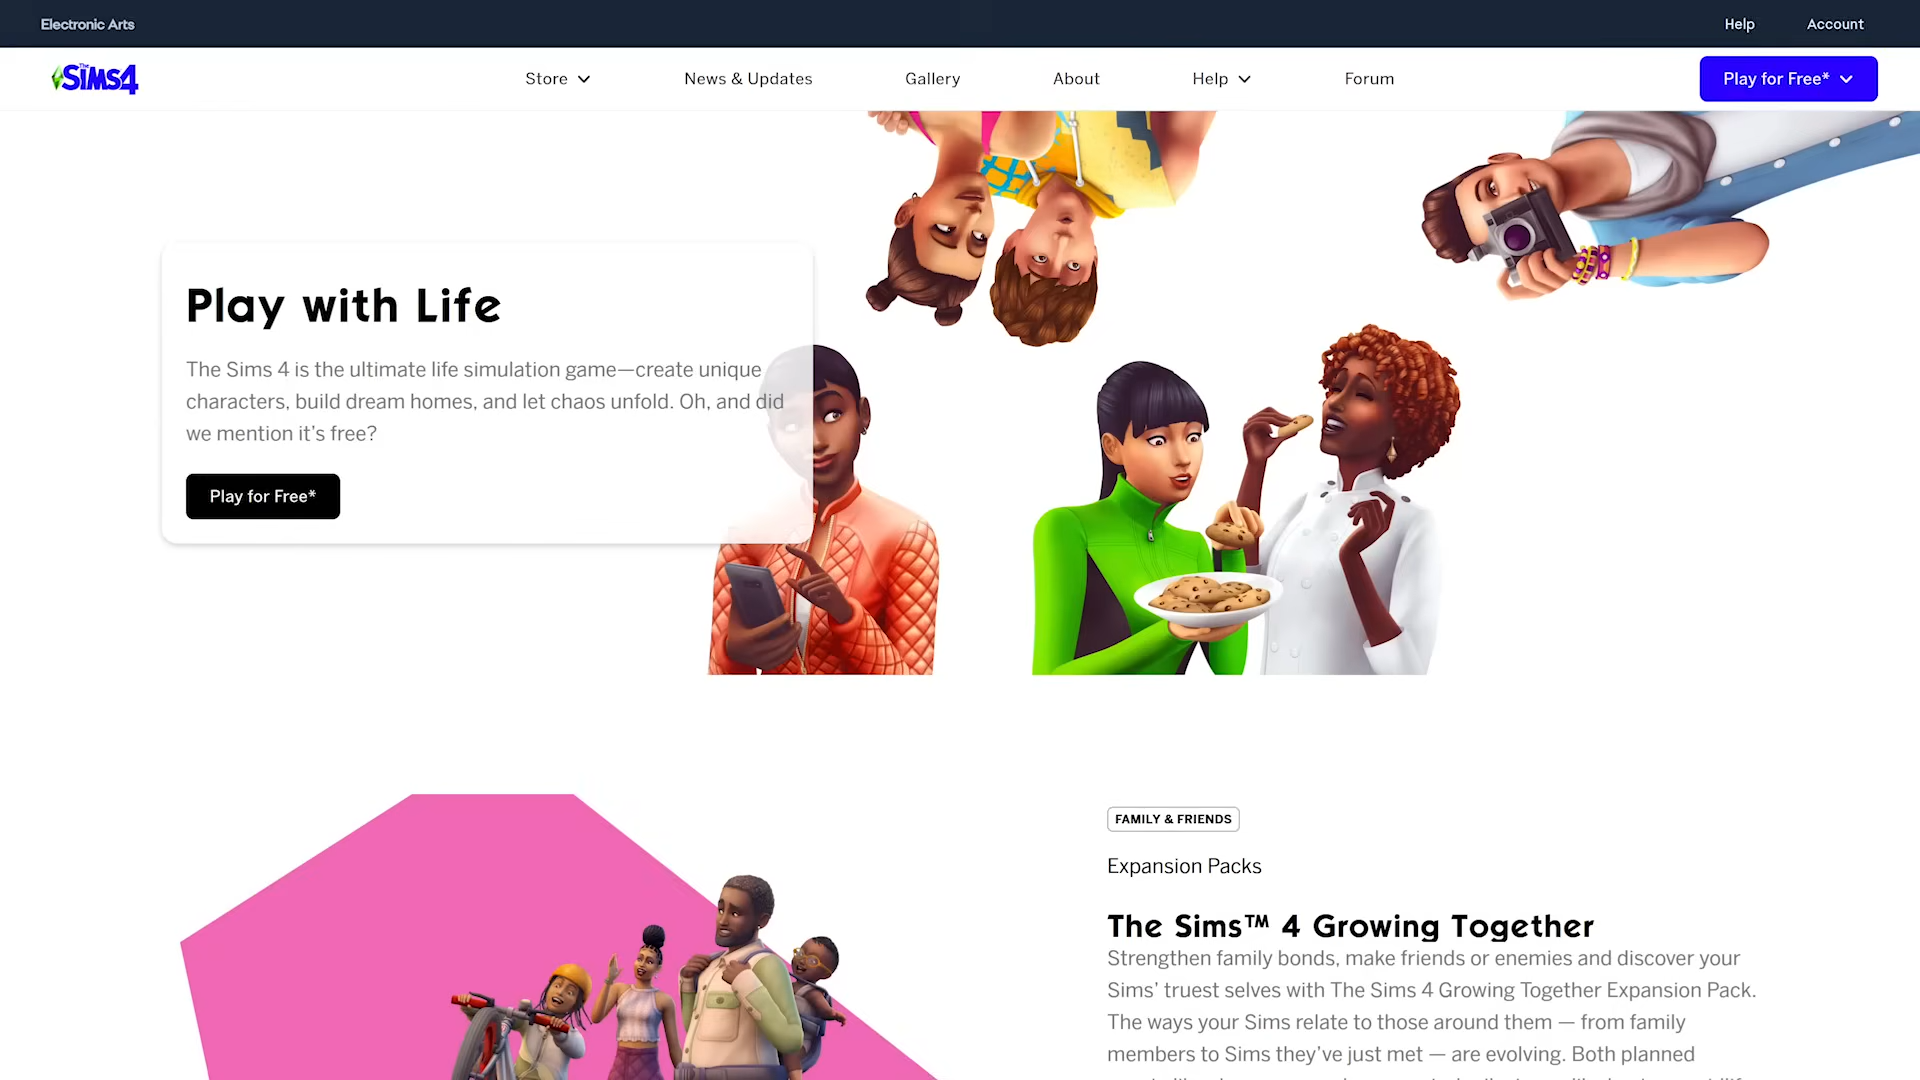 Electronic Arts
Help
Account
The Sims 4
Store
News & Updates
Gallery
About
Help
Forum
Play for Free*
Play with Life
The Sims 4 is the ultimate life simulation game—create unique
characters, build dream homes, and let chaos unfold. Oh, and did
we mention it’s free?
Play for Free*
FAMILY & FRIENDS
Expansion Packs
The Sims™ 4 Growing Together
Strengthen family bonds, make friends or enemies and discover your
Sims’ truest selves with The Sims 4 Growing Together Expansion Pack.
The ways your Sims relate to those around them — from family
members to Sims they’ve just met — are evolving. Both planned